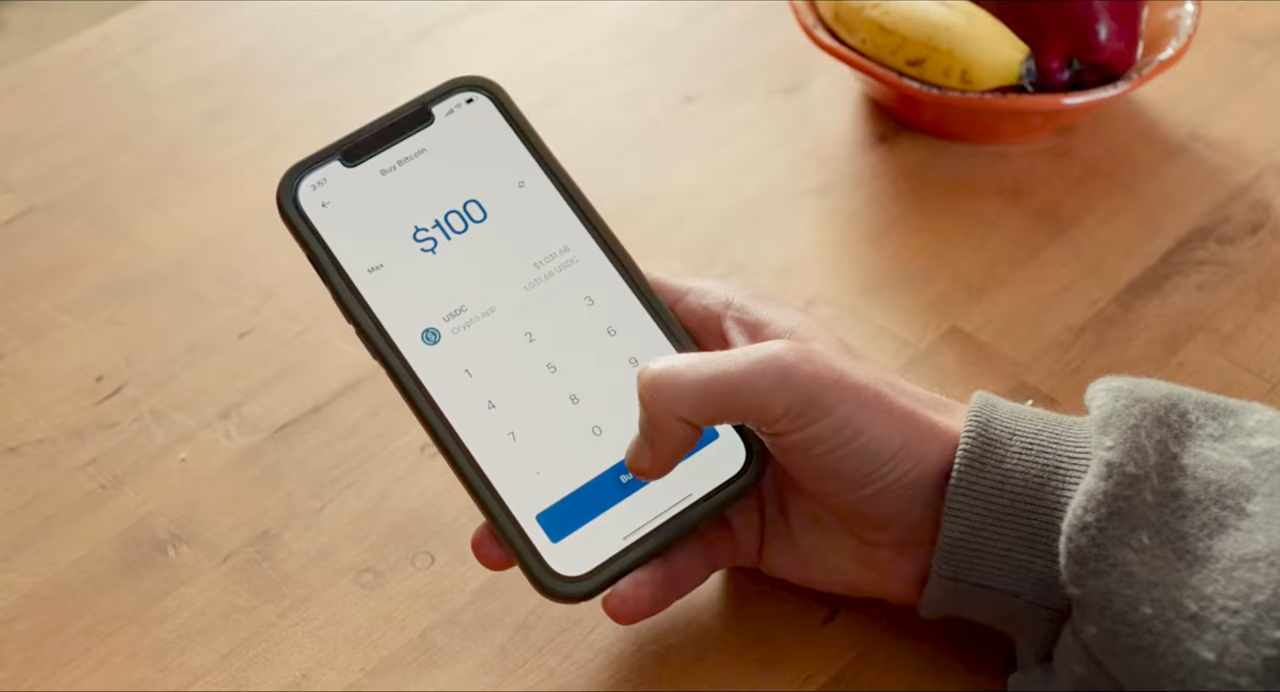 3:57
Buy Bitcoin
$100
Max
$1,031.68
1,031.68 USDC
USDC
Crypto app
1 2 3
4 5 6
7 8 9
. 0